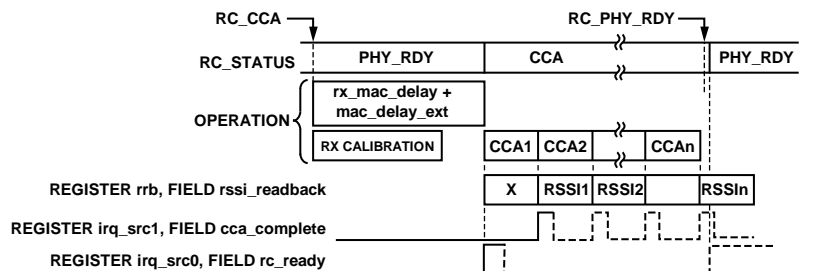 RC_CCA RC_PHY_RDY
RC_STATUS PHY_RDY CCA PHY_RDY
rx_mac_delay +
mac_delay_ext
OPERATION
RX CALIBRATION CCA1 CCA2 CCAn
REGISTER rrb, FIELD rssi_readback X RSSI1 RSSI2 RSSIn
REGISTER irq_src1, FIELD cca_complete
REGISTER irq_src0, FIELD rc_ready